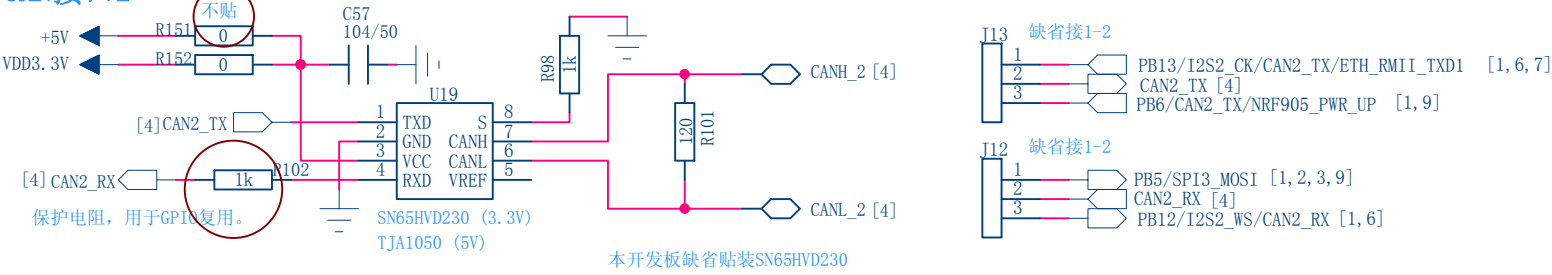 不贴
+5V
R151
0
VDD3.3V
R152
0
C57
104/50
R98
1k
U19
[4]CAN2_TX
1 TXD
2 GND
3 VCC
4 RXD
S 8
CANH 7
CANL 6
VREF 5
[4] CAN2_RX
1k
R102
保护电阻，用于GPIO复用。
SN65HVD230 (3.3V)
TJA1050 (5V)
120
R101
CANH_2 [4]
CANL_2 [4]
本开发板缺省贴装SN65HVD230
J13
缺省接1-2
1 PB13/I2S2_CK/CAN2_TX/ETH_RMII_TXD1 [1,6,7]
2 CAN2_TX [4]
3 PB6/CAN2_TX/NRF905_PWR_UP [1,9]
J12
缺省接1-2
1 PB5/SPI3_MOSI [1,2,3,9]
2 CAN2_RX [4]
3 PB12/I2S2_WS/CAN2_RX [1,6]